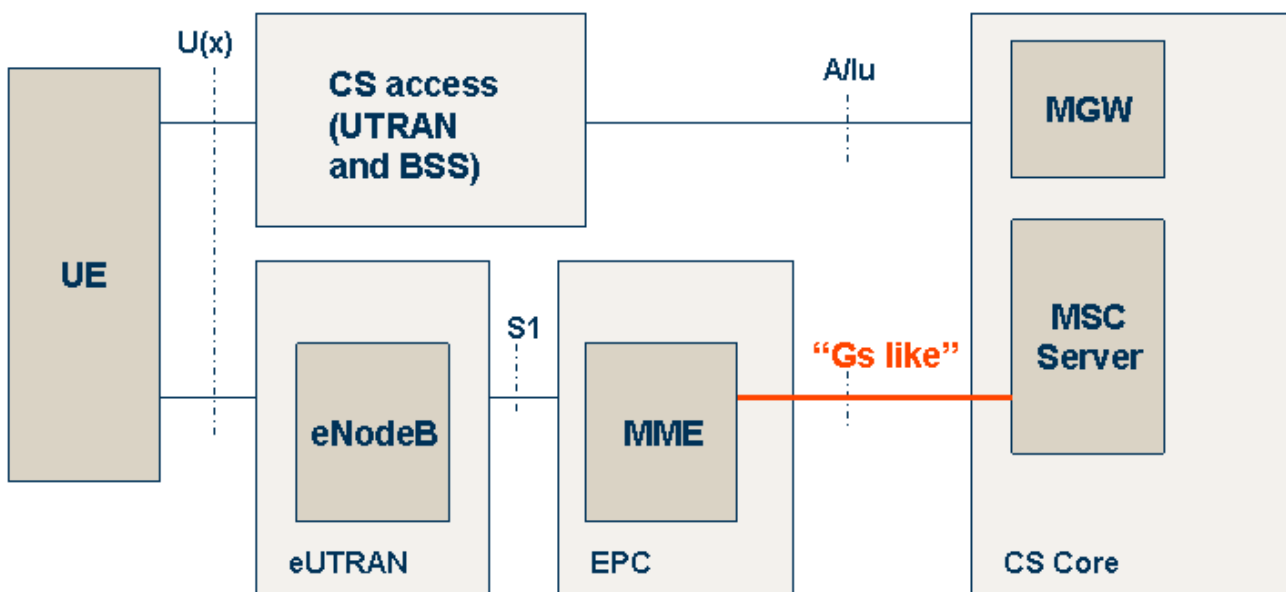 U(x)
CS access
(UTRAN
and BSS)
A/Iu
MGW
UE
MSC
Server
S1
“Gs like”
eNodeB
MME
eUTRAN
EPC
CS Core